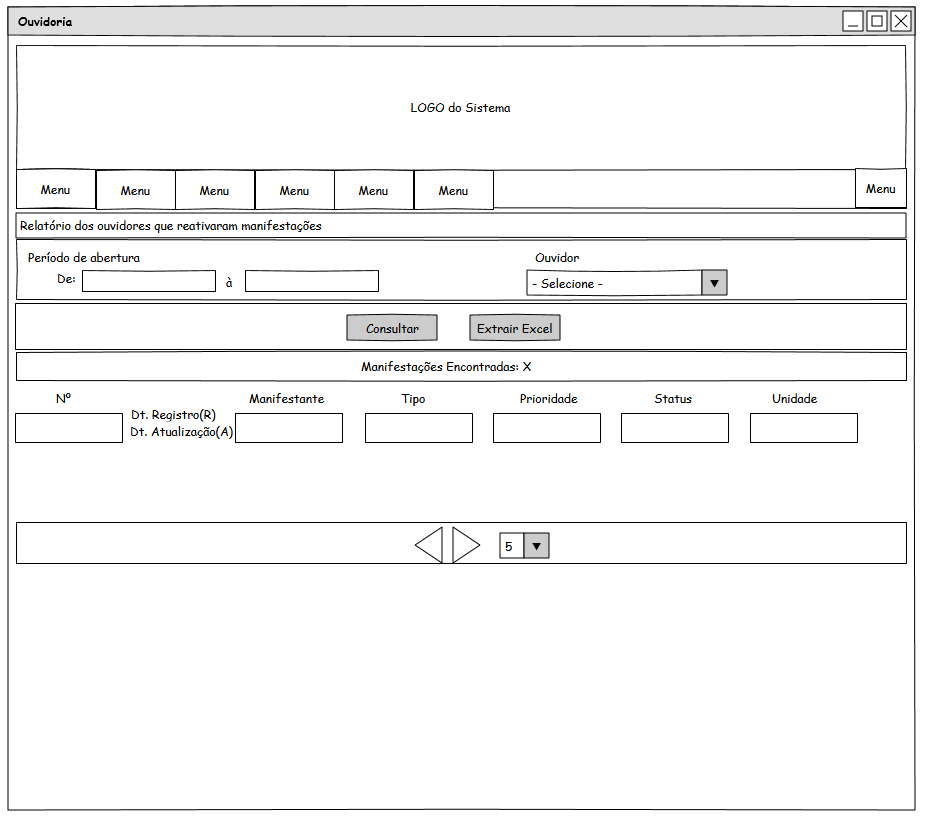 Ouvidoria
LOGO do Sistema
Menu Menu Menu Menu Menu Menu Menu
Relatório dos ouvidores que reativaram manifestações
Período de abertura Ouvidor
De: à - Selecione -
Consultar Extrair Excel
Manifestações Encontradas: X
Nº Manifestante Tipo Prioridade Status Unidade
Dt. Registro(R)
Dt. Atualização(A)
5